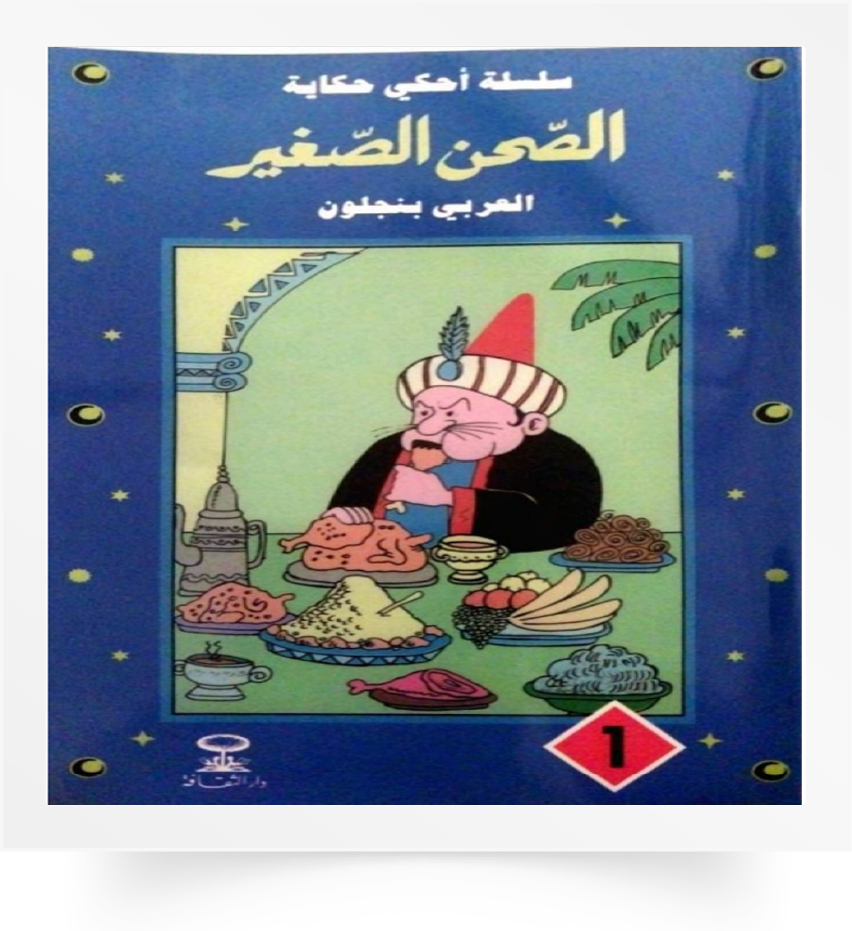 سلسلة أحكي حكاية
الصّحن الصّغير
العربي بنجلون
1
دار الثقافة